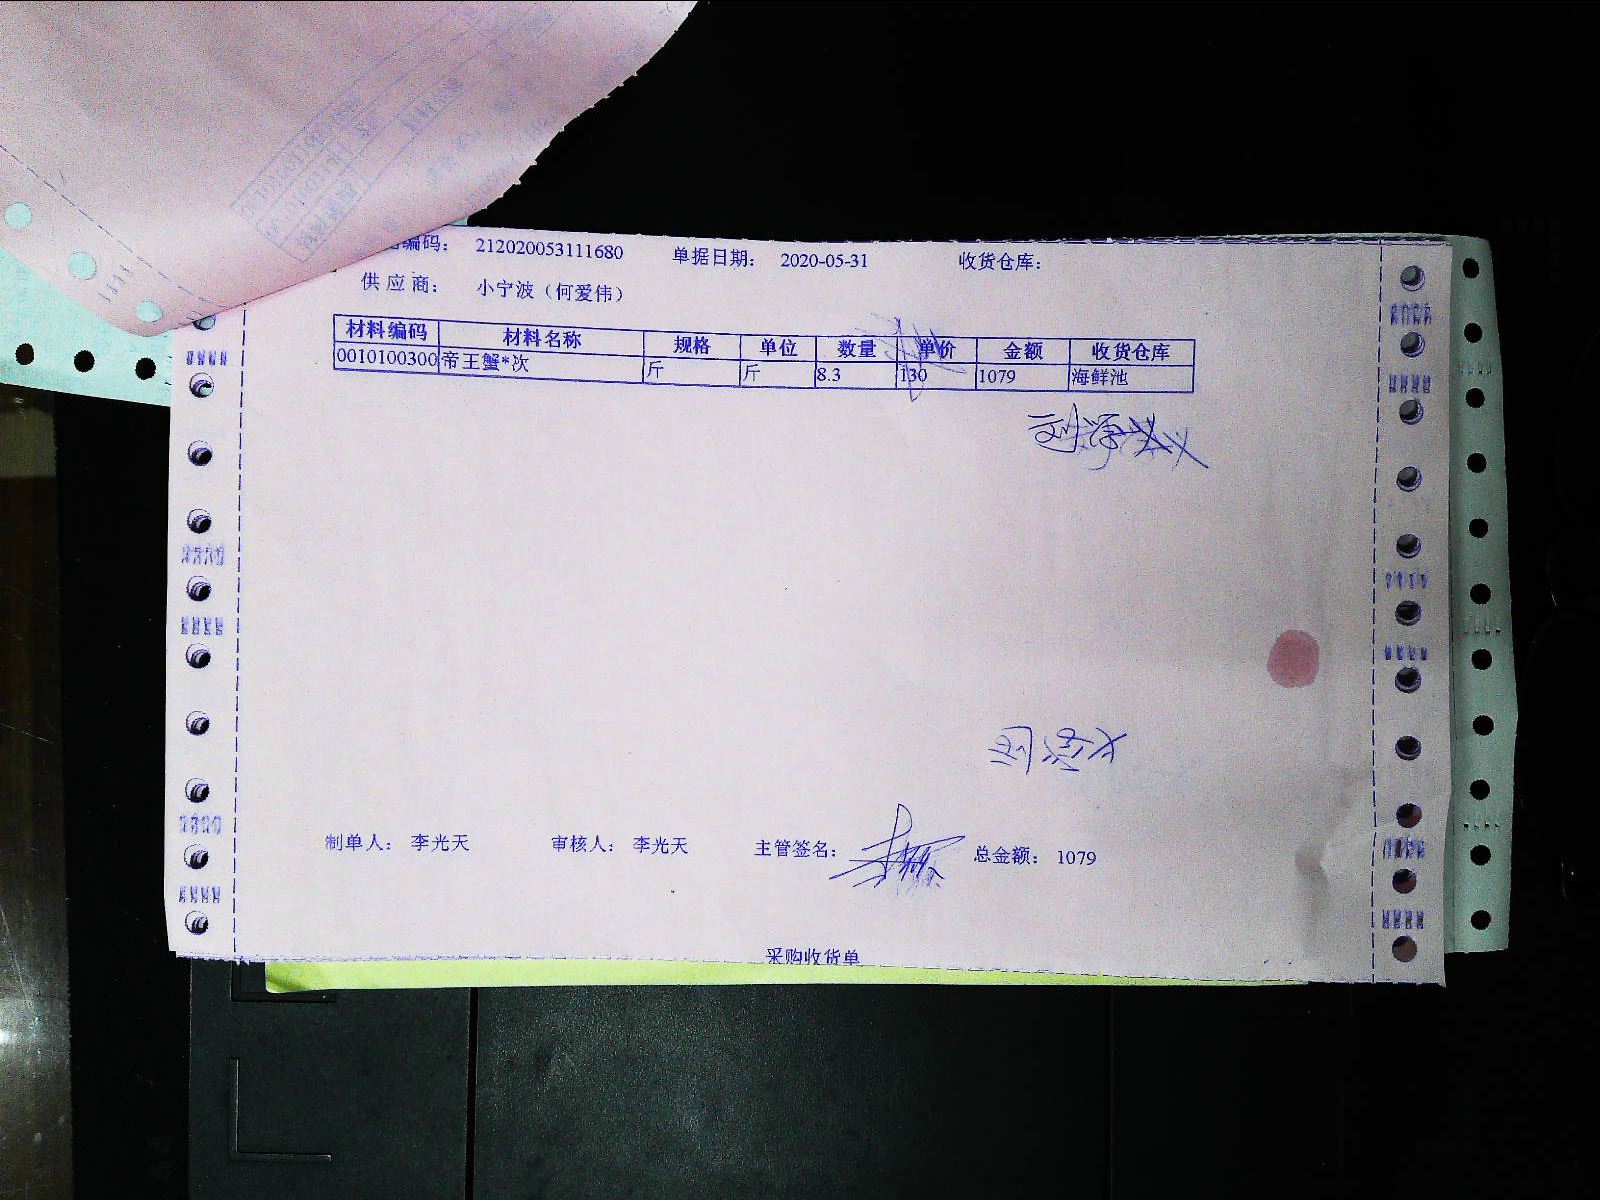 编码： 212020053111680 单据日期： 2020-05-31 收货仓库：
供应商： 小宁波（何爱伟）
材料编码 材料名称 规格 单位 数量 单价 金额 收货仓库
0010100300 帝王蟹*次 斤 斤 8.3 130 1079 海鲜池
制单人： 李光天 审核人： 李光天 主管签名： 总金额： 1079
采购收货单